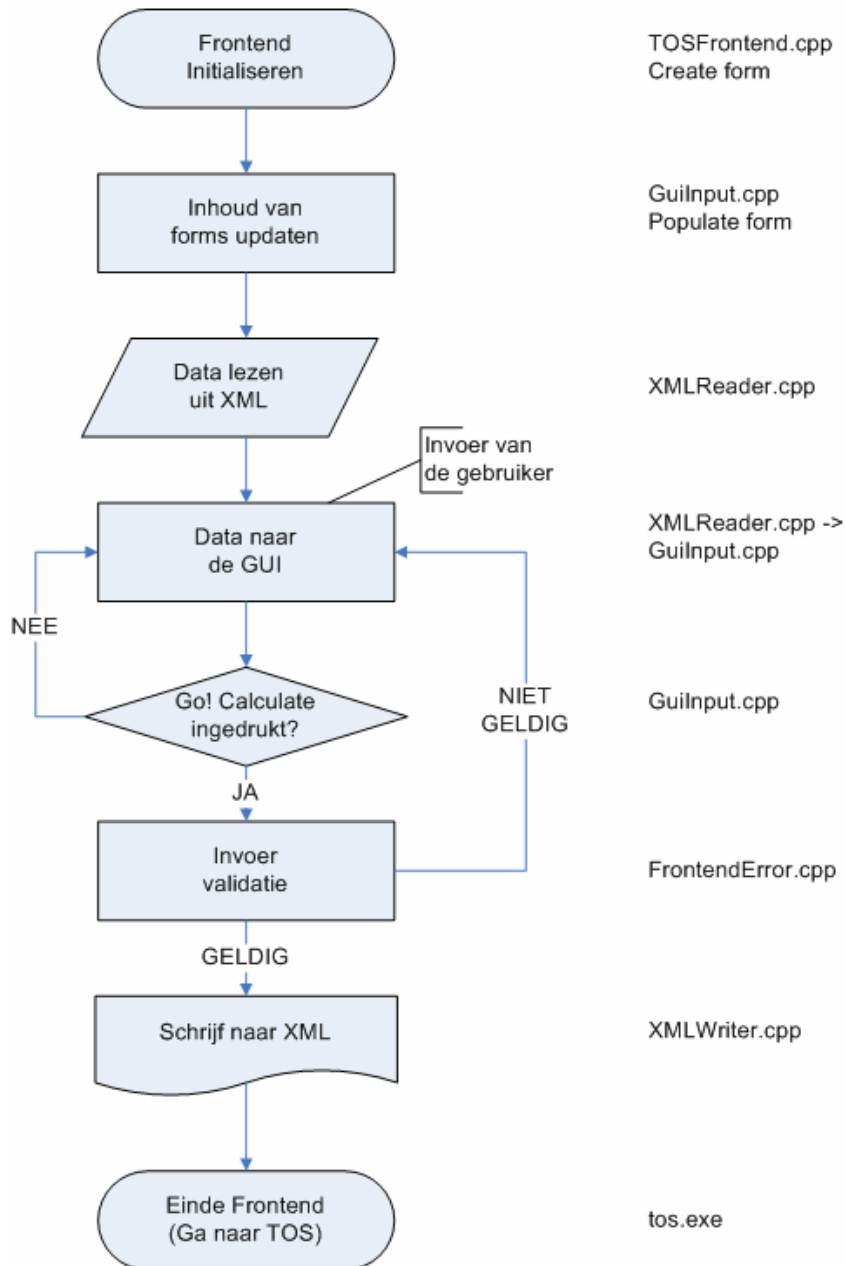 Frontend
Initialiseren
TOSFrontend.cpp
Create form
Inhoud van
forms updaten
GuiInput.cpp
Populate form
Data lezen
uit XML
XMLReader.cpp
Invoer van
de gebruiker
Data naar
de GUI
XMLReader.cpp ->
GuiInput.cpp
NEE
Go! Calculate
ingedrukt?
NIET
GELDIG
GuiInput.cpp
JA
Invoer
validatie
FrontendError.cpp
GELDIG
Schrijf naar XML
XMLWriter.cpp
Einde Frontend
(Ga naar TOS)
tos.exe